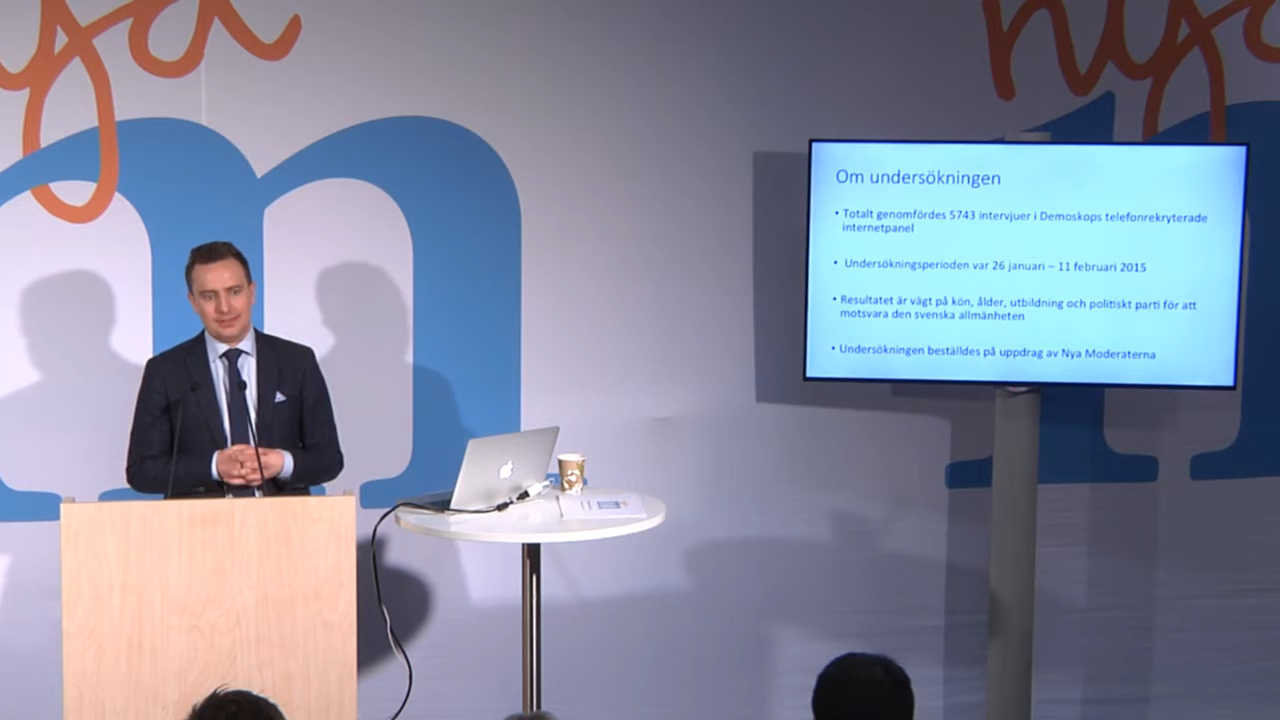 nya
nya
m
Om undersökningen
• Totalt genomfördes 5743 intervjuer i Demoskops telefonrekryterade
internetpanel
• Undersökningsperioden var 26 januari – 11 februari 2015
• Resultatet är vägt på kön, ålder, utbildning och politiskt parti för att
motsvara den svenska allmänheten
• Undersökningen beställdes på uppdrag av Nya Moderaterna